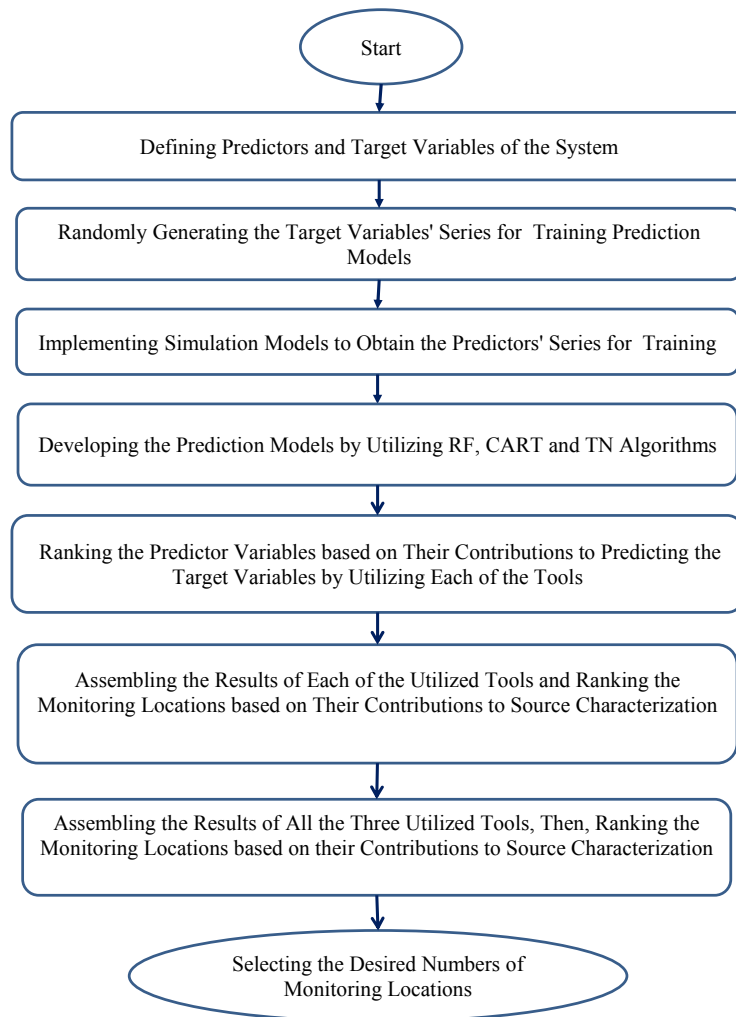 Start
Defining Predictors and Target Variables of the System
Randomly Generating the Target Variables' Series for Training Prediction
Models
Implementing Simulation Models to Obtain the Predictors' Series for Training
Developing the Prediction Models by Utilizing RF, CART and TN Algorithms
Ranking the Predictor Variables based on Their Contributions to Predicting the
Target Variables by Utilizing Each of the Tools
Assembling the Results of Each of the Utilized Tools and Ranking the
Monitoring Locations based on Their Contributions to Source Characterization
Assembling the Results of All the Three Utilized Tools, Then, Ranking the
Monitoring Locations based on their Contributions to Source Characterization
Selecting the Desired Numbers of
Monitoring Locations